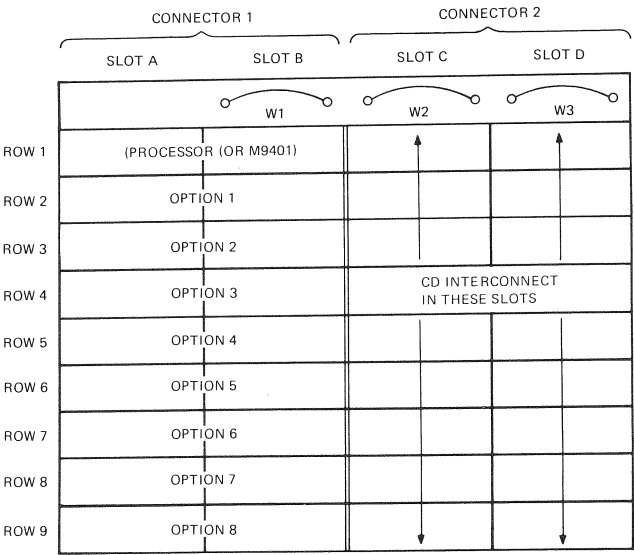 CONNECTOR 1 CONNECTOR 2
SLOT A SLOT B SLOT C SLOT D
W1 W2 W3
ROW 1 (PROCESSOR (OR M9401)
ROW 2 OPTION 1
ROW 3 OPTION 2
ROW 4 OPTION 3 CD INTERCONNECT
IN THESE SLOTS
ROW 5 OPTION 4
ROW 6 OPTION 5
ROW 7 OPTION 6
ROW 8 OPTION 7
ROW 9 OPTION 8